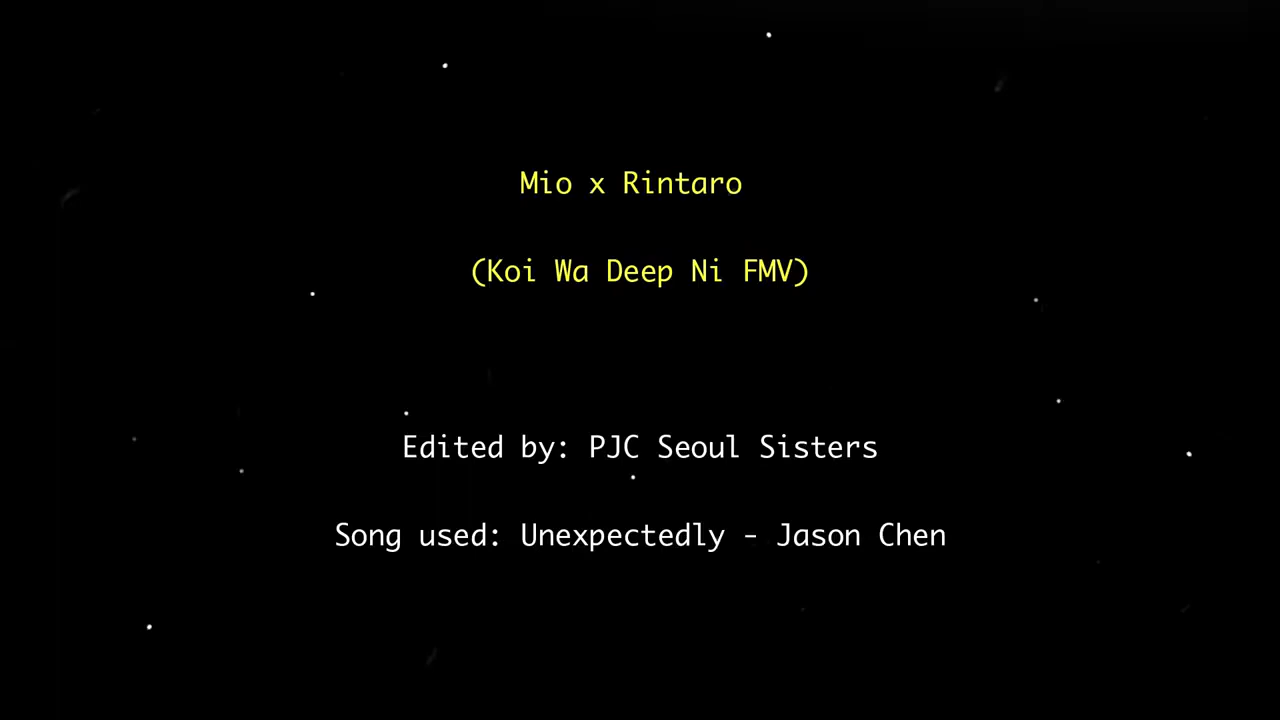 Mio x Rintaro
(Koi Wa Deep Ni FMV)
Edited by: PJC Seoul Sisters
Song used: Unexpectedly - Jason Chen